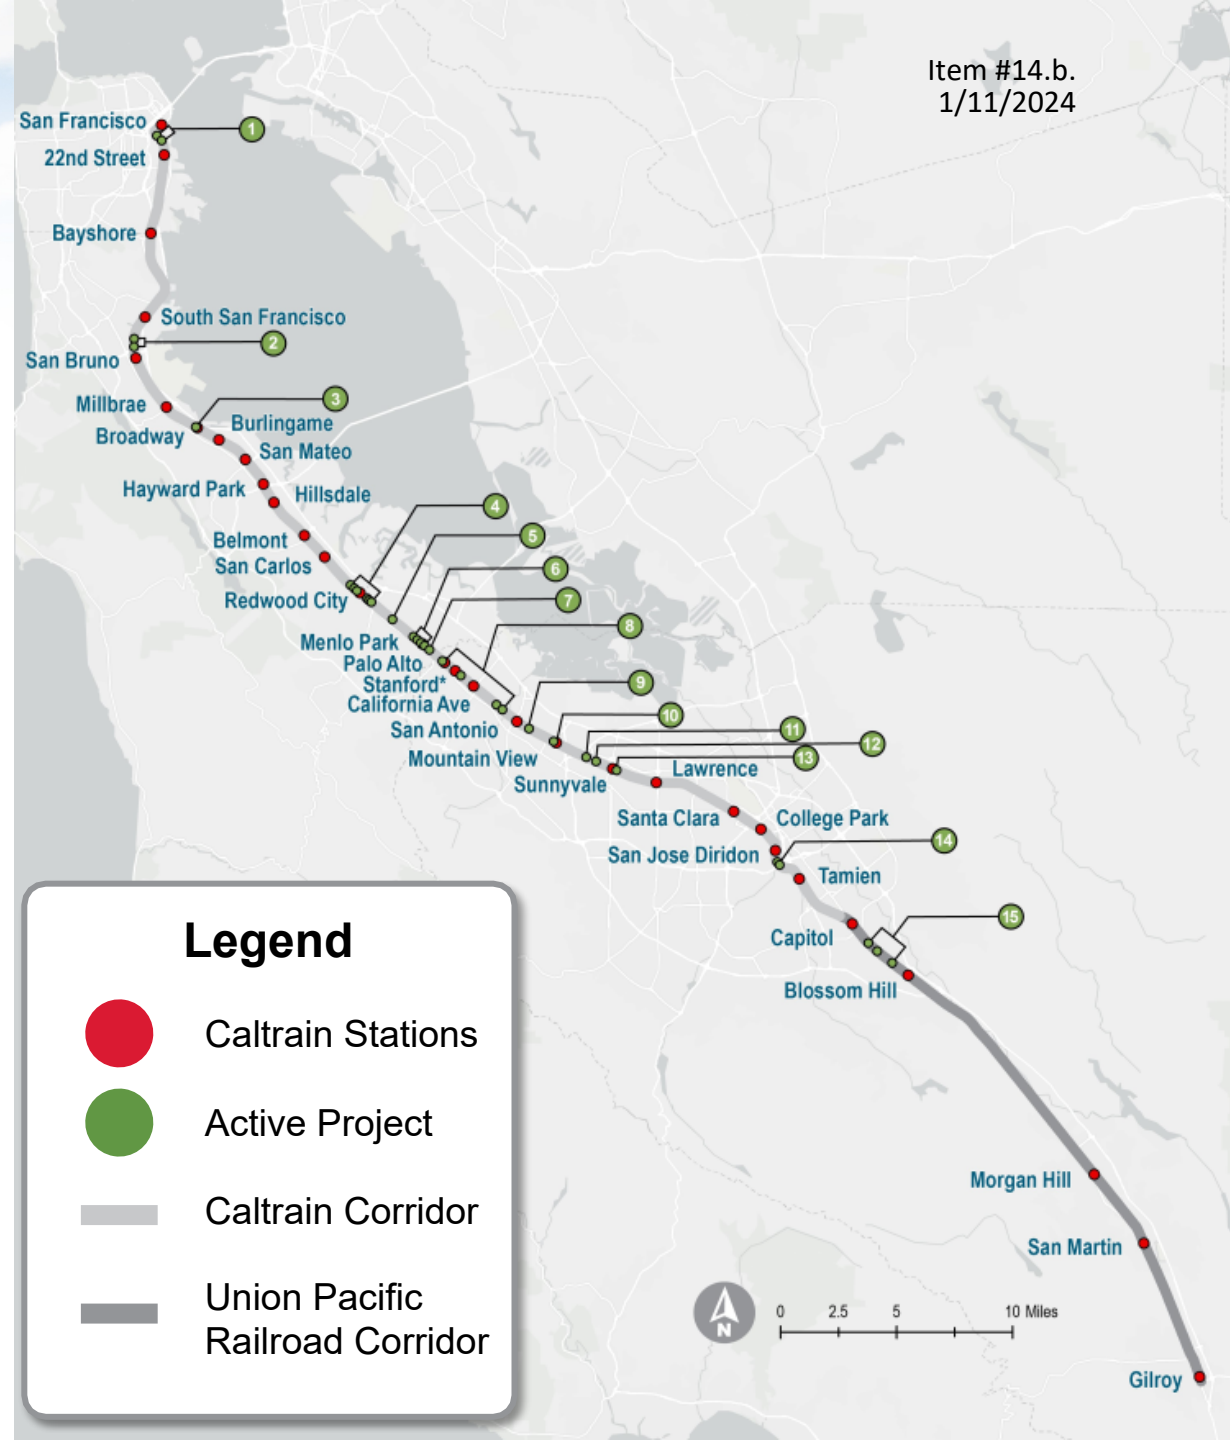 Item #14.b.
1/11/2024
San Francisco
1
22nd Street
Bayshore
South San Francisco
2
San Bruno
3
Millbrae
Burlingame
Broadway
San Mateo
Hayward Park
Hillsdale
4
5
Belmont
San Carlos
6
Redwood City
7
8
Menlo Park
Palo Alto
Stanford*
9
California Ave
10
San Antonio
11
12
Mountain View
13
Lawrence
Sunnyvale
Santa Clara
College Park
14
San Jose Diridon
Tamien
15
Capitol
Blossom Hill
Legend
Caltrain Stations
Active Project
Caltrain Corridor
Union Pacific
Railroad Corridor
Morgan Hill
San Martin
N
0 2.5 5 10 Miles
Gilroy